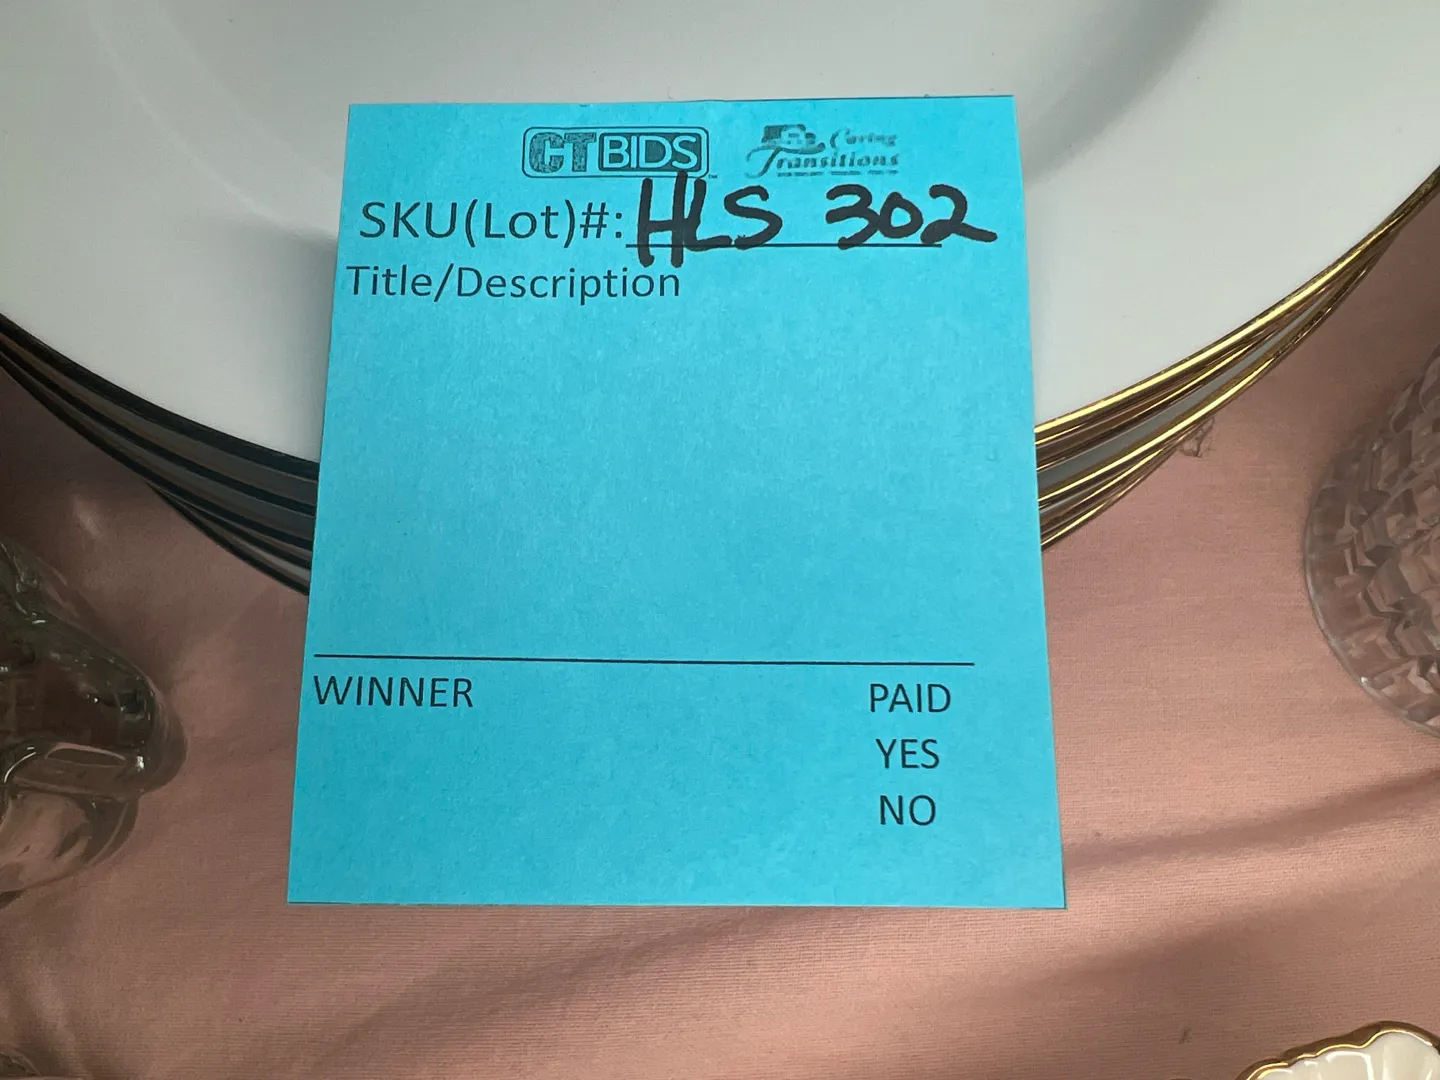 CTBIDS
Caring
Transitions
SKU(Lot)#: HLS 302
Title/Description
WINNER
PAID
YES
NO